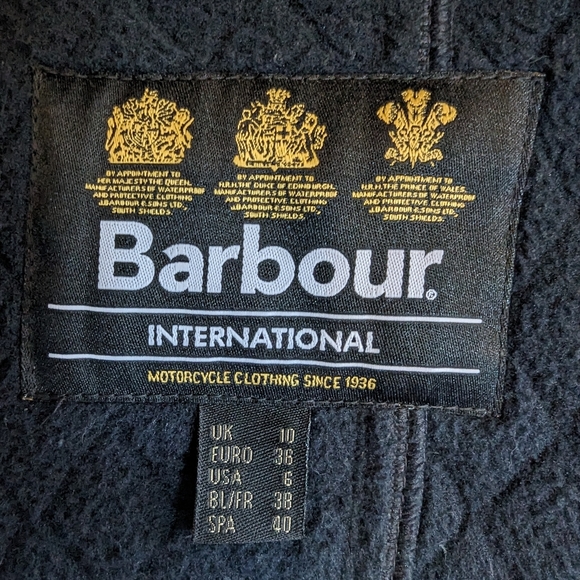 BY APPOINTMENT TO
HER MAJESTY THE QUEEN.
MANUFACTURERS OF WATERPROOF
AND PROTECTIVE CLOTHING
J.BARBOUR & SONS LTD.,
SOUTH SHIELDS.
BY APPOINTMENT TO
H.R.H. THE DUKE OF EDINBURGH.
MANUFACTURERS OF WATERPROOF
AND PROTECTIVE CLOTHING
J.BARBOUR & SONS LTD.,
SOUTH SHIELDS.
BY APPOINTMENT TO
H.R.H. THE PRINCE OF WALES.
MANUFACTURERS OF WATERPROOF
AND PROTECTIVE CLOTHING
J.BARBOUR & SONS LTD.,
SOUTH SHIELDS.
Barbour®
INTERNATIONAL
MOTORCYCLE CLOTHING SINCE 1936
UK 10
EURO 36
USA 6
BL/FR 38
SPA 40